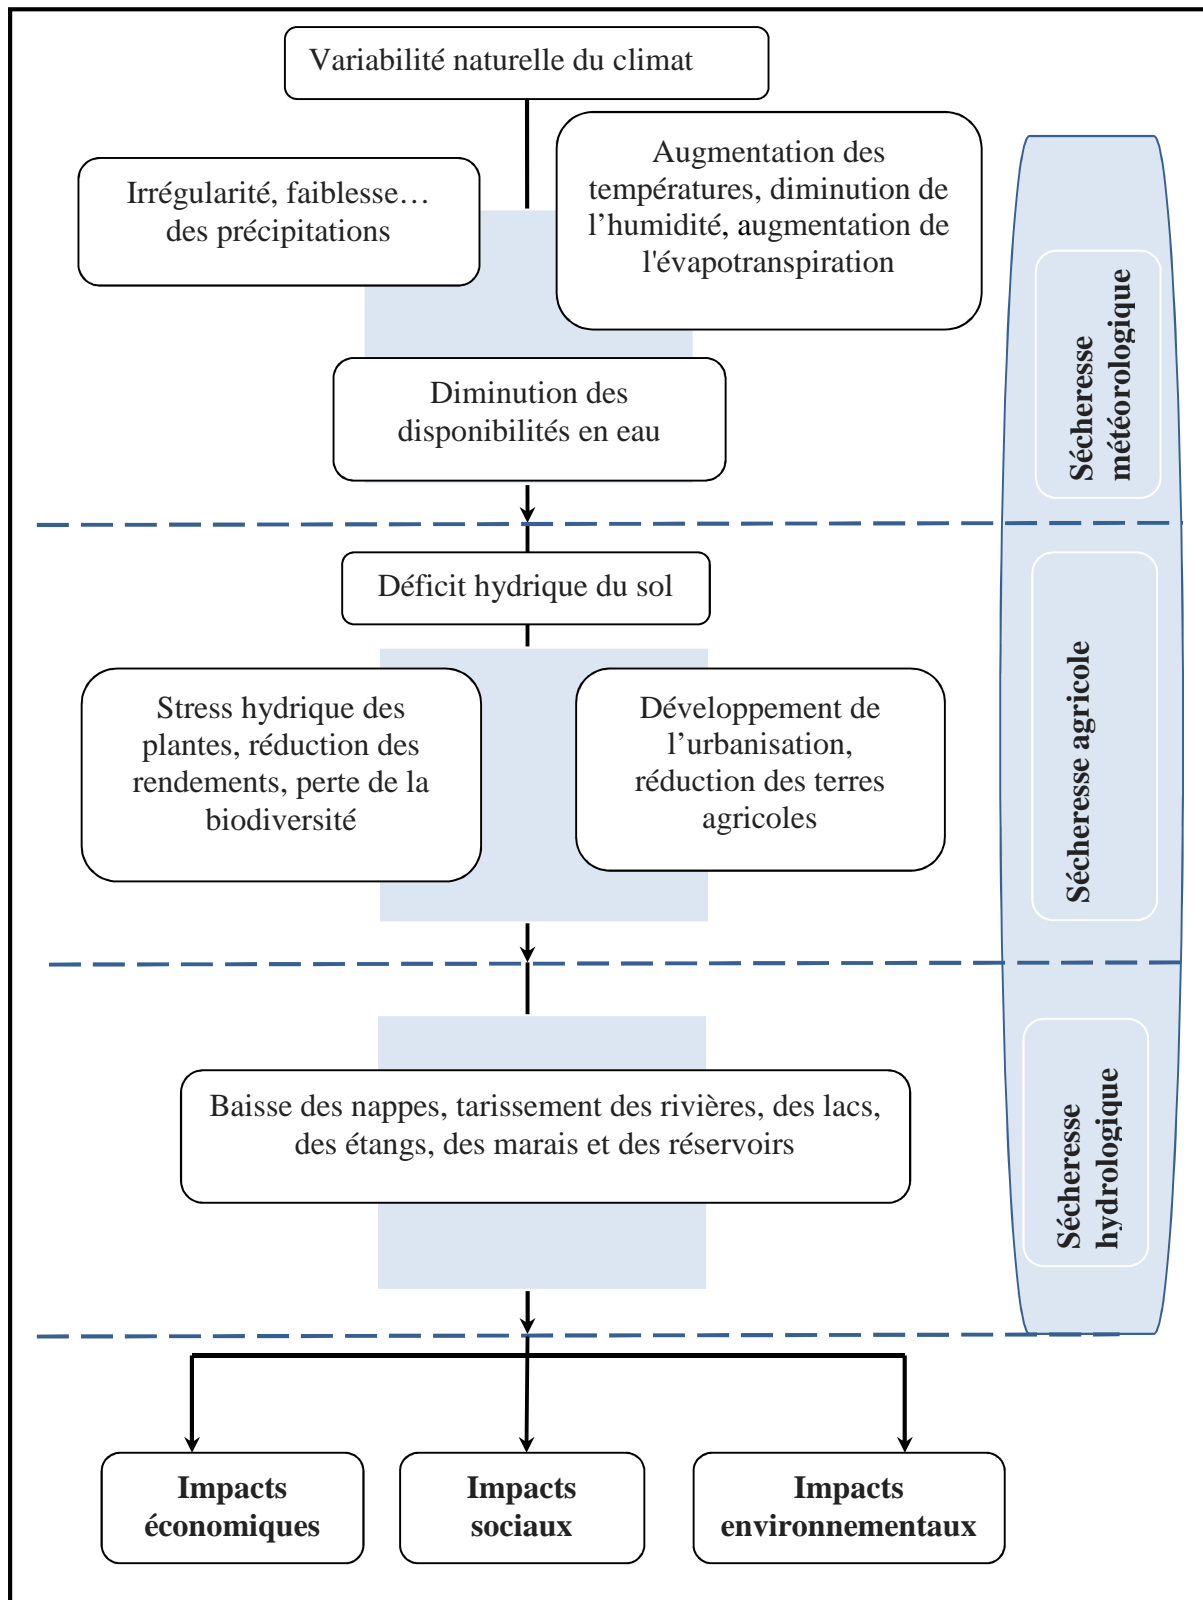 Variabilité naturelle du climat
Irrégularité, faiblesse…
des précipitations
Augmentation des
températures, diminution de
l’humidité, augmentation de
l'évapotranspiration
Diminution des
disponibilités en eau
Sécheresse
météorologique
Déficit hydrique du sol
Stress hydrique des
plantes, réduction des
rendements, perte de la
biodiversité
Développement de
l’urbanisation,
réduction des terres
agricoles
Sécheresse agricole
Baisse des nappes, tarissement des rivières, des lacs,
des étangs, des marais et des réservoirs
Sécheresse
hydrologique
Impacts
économiques
Impacts
sociaux
Impacts
environnementaux